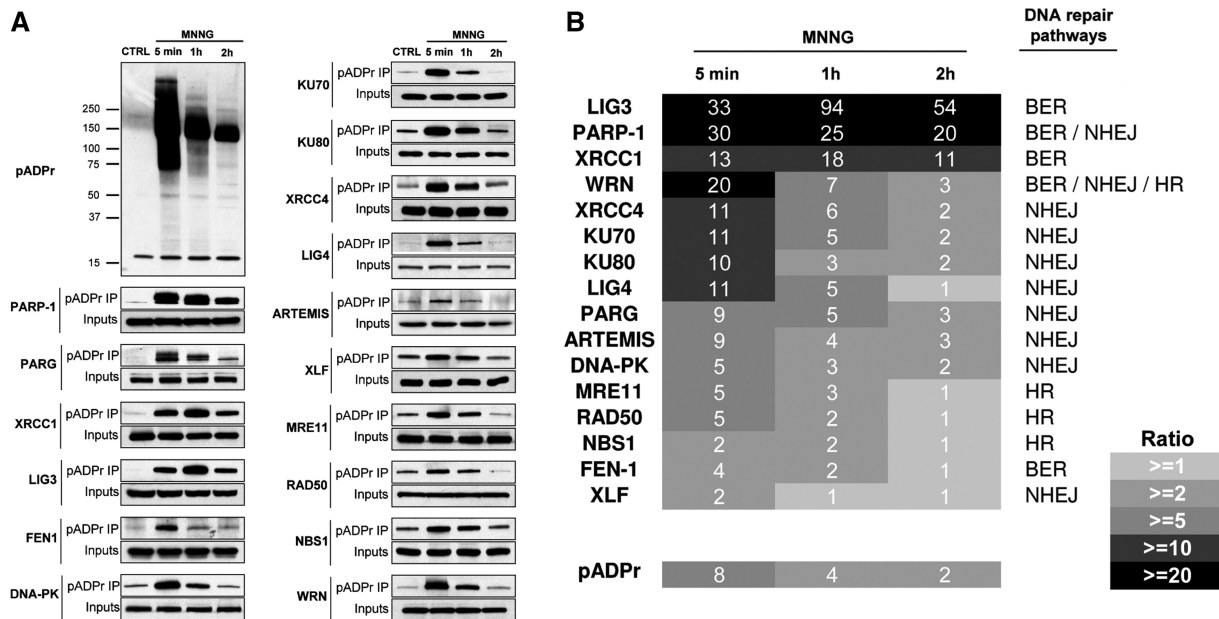 A
MNNG
CTRL 5 min 1h 2h
250
150
100
75
pADPr
50
37
25
15
PARP-1
pADPr IP
Inputs
PARG
pADPr IP
Inputs
XRCC1
pADPr IP
Inputs
LIG3
pADPr IP
Inputs
FEN1
pADPr IP
Inputs
DNA-PK
pADPr IP
Inputs
MNNG
CTRL 5 min 1h 2h
KU70
pADPr IP
Inputs
KU80
pADPr IP
Inputs
XRCC4
pADPr IP
Inputs
LIG4
pADPr IP
Inputs
ARTEMIS
pADPr IP
Inputs
XLF
pADPr IP
Inputs
MRE11
pADPr IP
Inputs
RAD50
pADPr IP
Inputs
NBS1
pADPr IP
Inputs
WRN
pADPr IP
Inputs
B
MNNG
DNA repair
pathways
5 min 1h 2h
LIG3 33 94 54 BER
PARP-1 30 25 20 BER / NHEJ
XRCC1 13 18 11 BER
WRN 20 7 3 BER / NHEJ / HR
XRCC4 11 6 2 NHEJ
KU70 11 5 2 NHEJ
KU80 10 3 2 NHEJ
LIG4 11 5 1 NHEJ
PARG 9 5 3 NHEJ
ARTEMIS 9 4 3 NHEJ
DNA-PK 5 3 2 NHEJ
MRE11 5 3 1 HR
RAD50 5 2 1 HR
NBS1 2 2 1 HR
FEN-1 4 2 1 BER
XLF 2 1 1 NHEJ
pADPr 8 4 2
Ratio
>=1
>=2
>=5
>=10
>=20